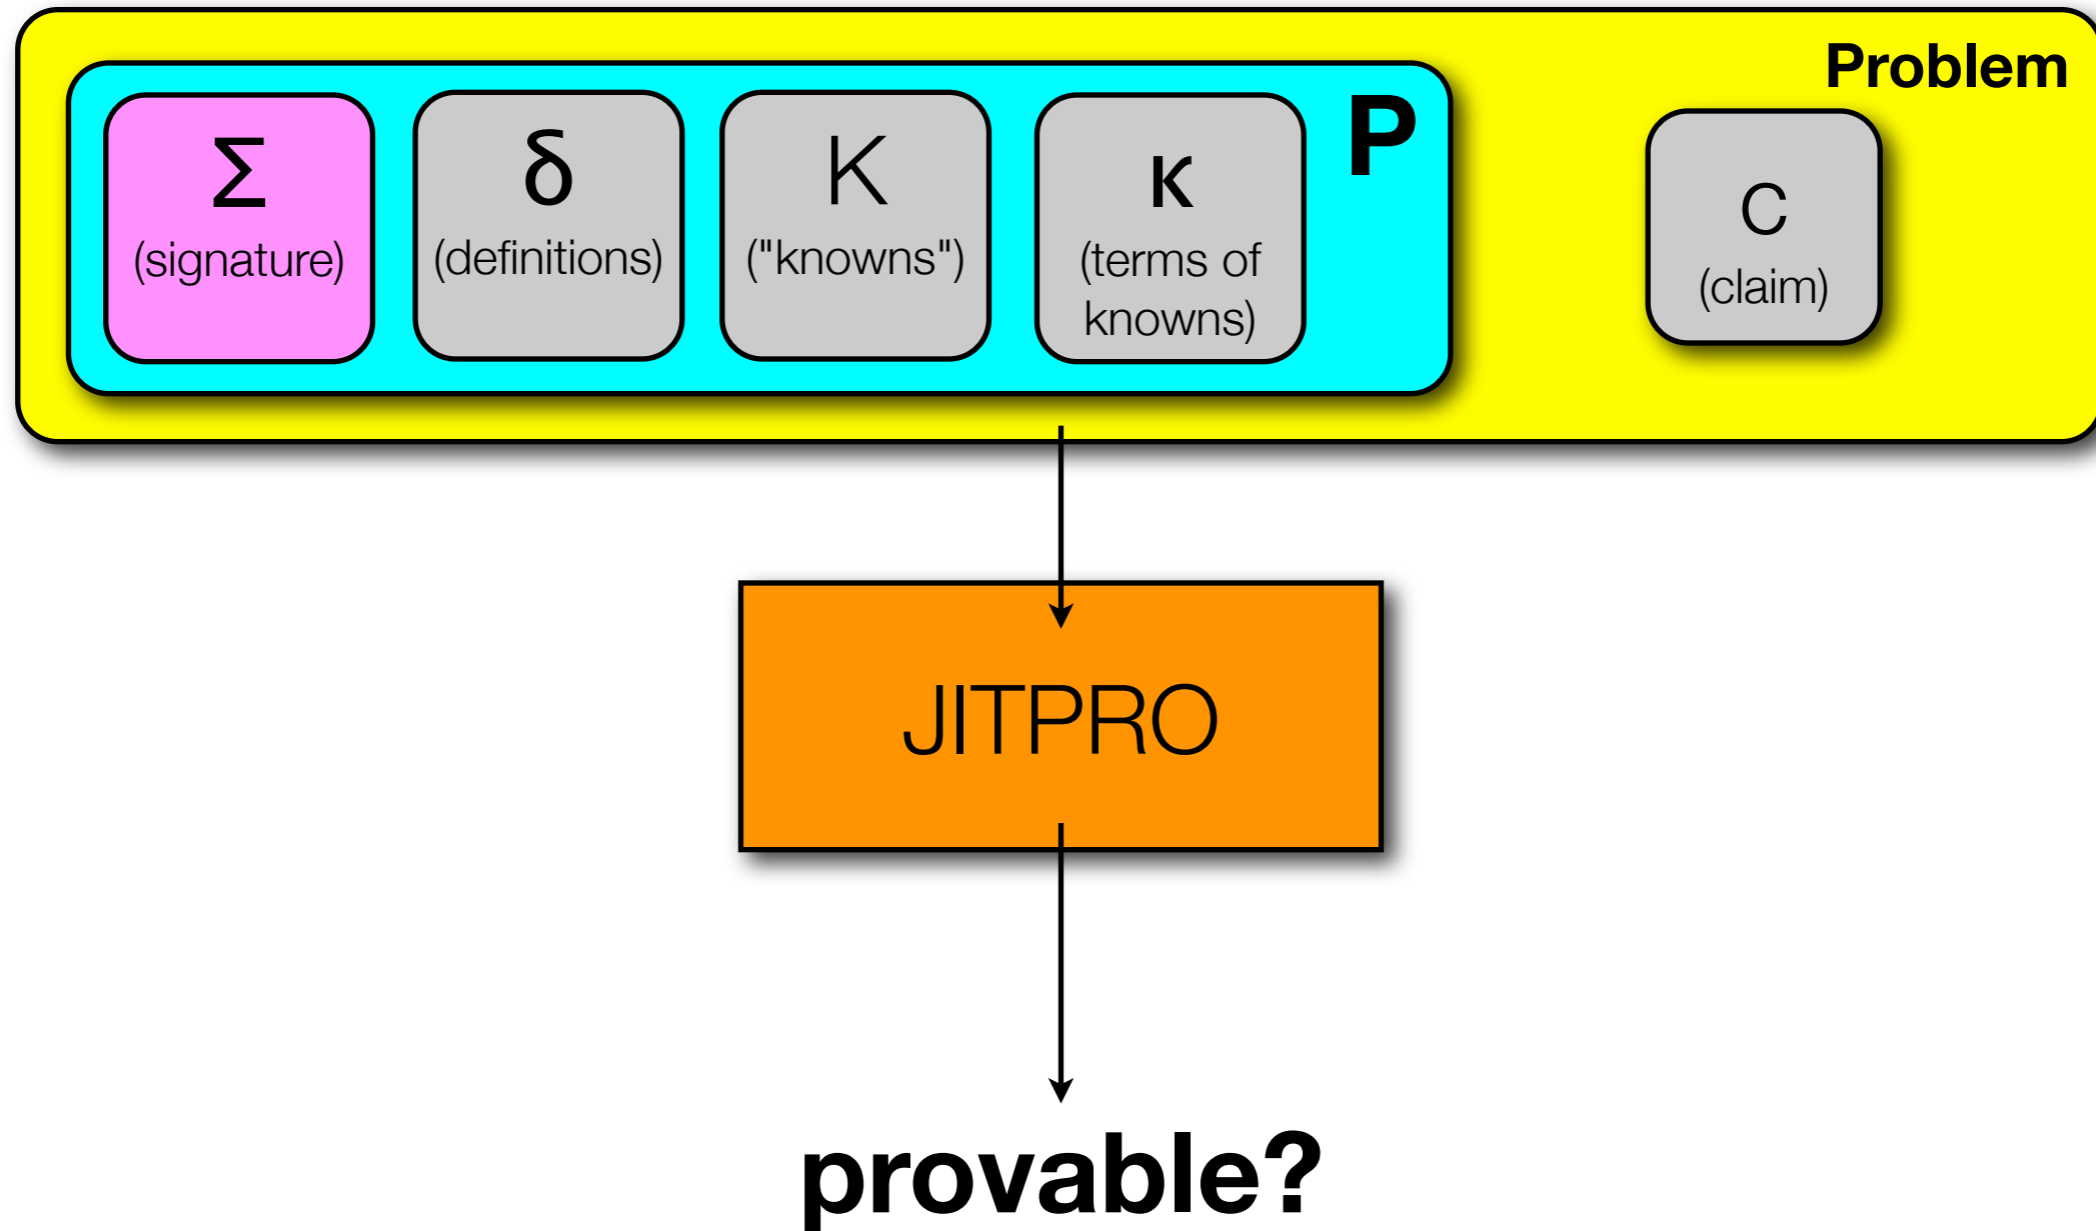 Problem
P
Σ
(signature)
δ
(definitions)
K
("knowns")
κ
(terms of
knowns)
C
(claim)
JITPRO
provable?